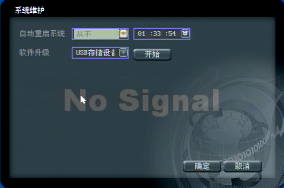 系统维护
自动重启系统 从不 01 :33 :54
软件升级 USB存储设备 开始
No Signal
确定 取消